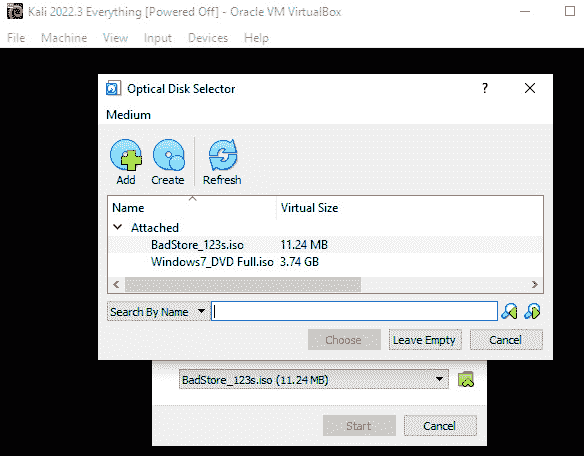 Kali 2022.3 Everything [Powered Off] - Oracle VM VirtualBox
File Machine View Input Devices Help
Optical Disk Selector ?
Medium
Add Create Refresh
Name Virtual Size
Attached
BadStore_123s.iso 11.24 MB
Windows7_DVD Full.iso 3.74 GB
Search By Name
Choose Leave Empty Cancel
BadStore_123s.iso (11.24 MB)
Start Cancel